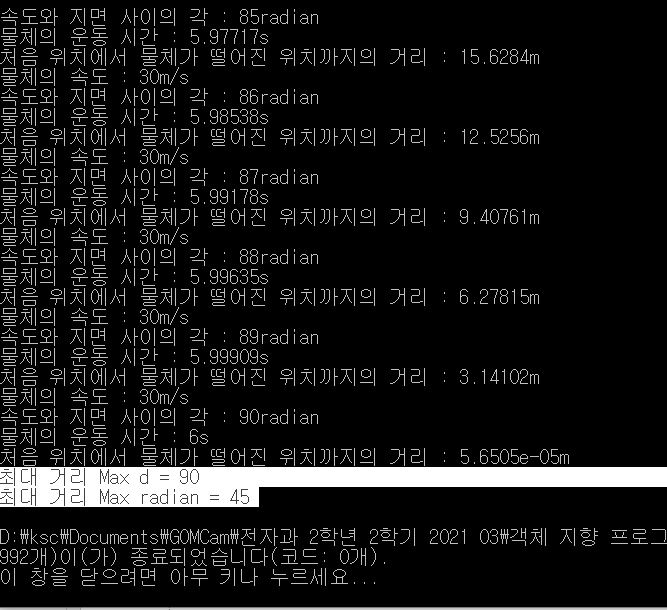 속도와 지면 사이의 각 : 85radian
물체의 운동 시간 : 5.97717s
처음 위치에서 물체가 떨어진 위치까지의 거리 : 15.6284m
물체의 속도 : 30m/s
속도와 지면 사이의 각 : 86radian
물체의 운동 시간 : 5.98538s
처음 위치에서 물체가 떨어진 위치까지의 거리 : 12.5256m
물체의 속도 : 30m/s
속도와 지면 사이의 각 : 87radian
물체의 운동 시간 : 5.99178s
처음 위치에서 물체가 떨어진 위치까지의 거리 : 9.40761m
물체의 속도 : 30m/s
속도와 지면 사이의 각 : 88radian
물체의 운동 시간 : 5.99635s
처음 위치에서 물체가 떨어진 위치까지의 거리 : 6.27815m
물체의 속도 : 30m/s
속도와 지면 사이의 각 : 89radian
물체의 운동 시간 : 5.99909s
처음 위치에서 물체가 떨어진 위치까지의 거리 : 3.14102m
물체의 속도 : 30m/s
속도와 지면 사이의 각 : 90radian
물체의 운동 시간 : 6s
처음 위치에서 물체가 떨어진 위치까지의 거리 : 5.6505e-05m
최대 거리 Max d = 90
최대 거리 Max radian = 45
D:₩ksc₩Documents₩GOMCam₩전자과 2학년 2학기 2021 03₩객체 지향 프로그
992개)이(가) 종료되었습니다(코드: 0개).
이 창을 닫으려면 아무 키나 누르세요...